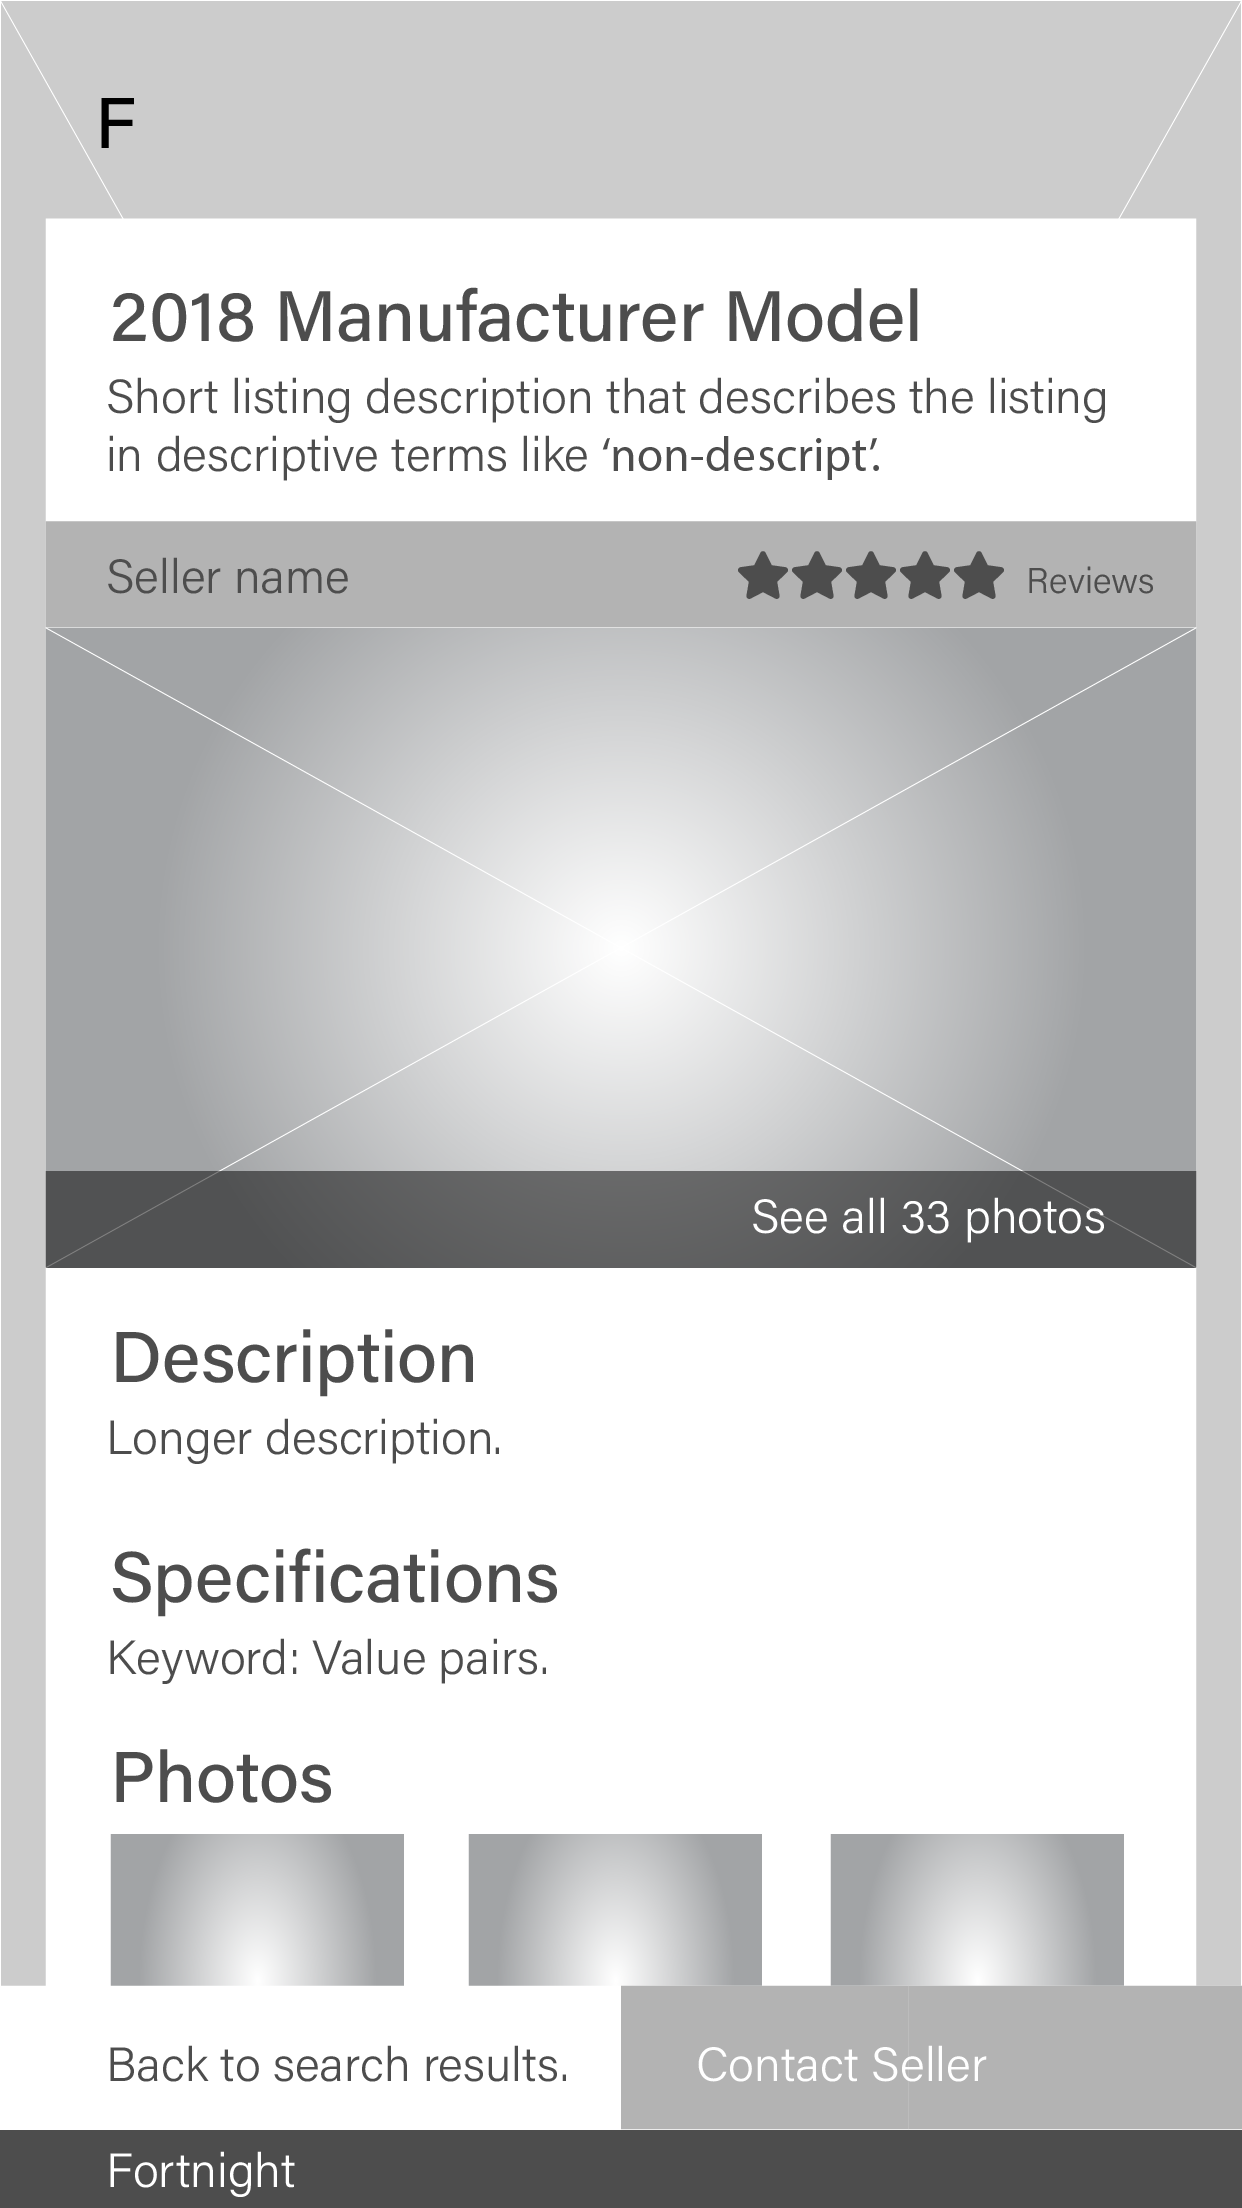 F
2018 Manufacturer Model
Short listing description that describes the listing
in descriptive terms like ‘non-descript’.
Seller name
Reviews
See all 33 photos
Description
Longer description.
Specifications
Keyword: Value pairs.
Photos
Back to search results.
Contact Seller
Fortnight